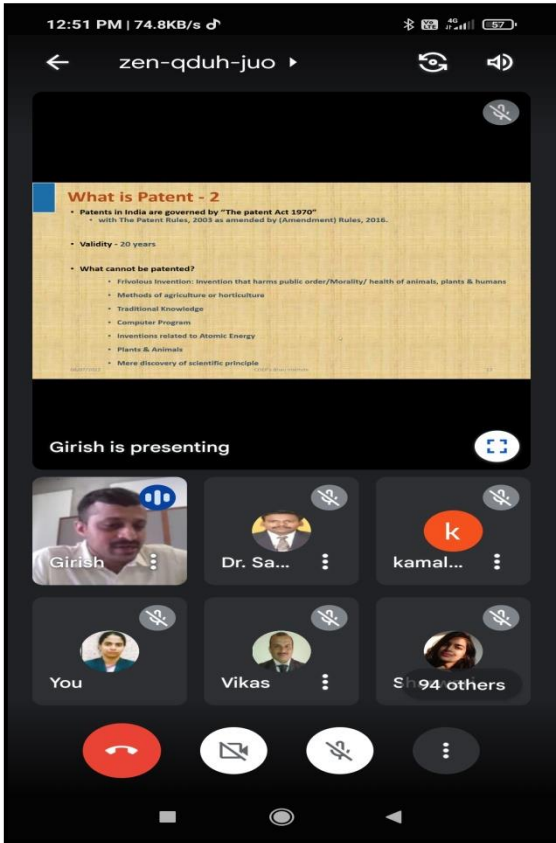 12:51 PM | 74.8KB/s
Vo LTE 4G 57
zen-qduh-juo
What is Patent - 2
• Patents in India are governed by “The patent Act 1970”
• with The Patent Rules, 2003 as amended by (Amendment) Rules, 2016.
• Validity - 20 years
• What cannot be patented?
• Frivolous Invention: Invention that harms public order/Morality/ health of animals, plants & humans
• Methods of agriculture or horticulture
• Traditional Knowledge
• Computer Program
• Inventions related to Atomic Energy
• Plants & Animals
• Mere discovery of scientific principle
Girish is presenting
Girish
Dr. Sa...
k
kamal...
You
Vikas
94 others